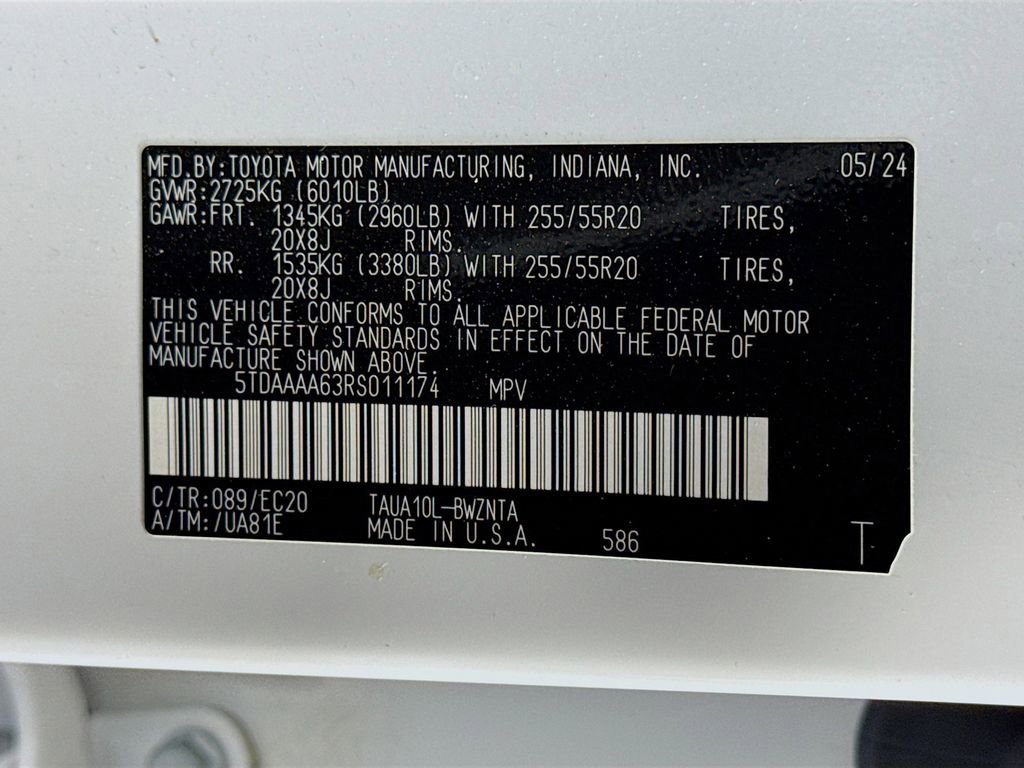 MFD.BY:TOYOTA MOTOR MANUFACTURING, INDIANA, INC. 05/24
GVWR:2725KG (6010LB)
GAWR:FRT. 1345KG (2960LB) WITH 255/55R20 TIRES,
20X8J RIMS.
RR. 1535KG (3380LB) WITH 255/55R20 TIRES,
20X8J RIMS.
THIS VEHICLE CONFORMS TO ALL APPLICABLE FEDERAL MOTOR
VEHICLE SAFETY STANDARDS IN EFFECT ON THE DATE OF
MANUFACTURE SHOWN ABOVE.
5TDAAAA63RS011174 MPV
C/TR:089/EC20 TAUA10L-BWZNTA
A/TM:/UA81E MADE IN U.S.A. 586 T